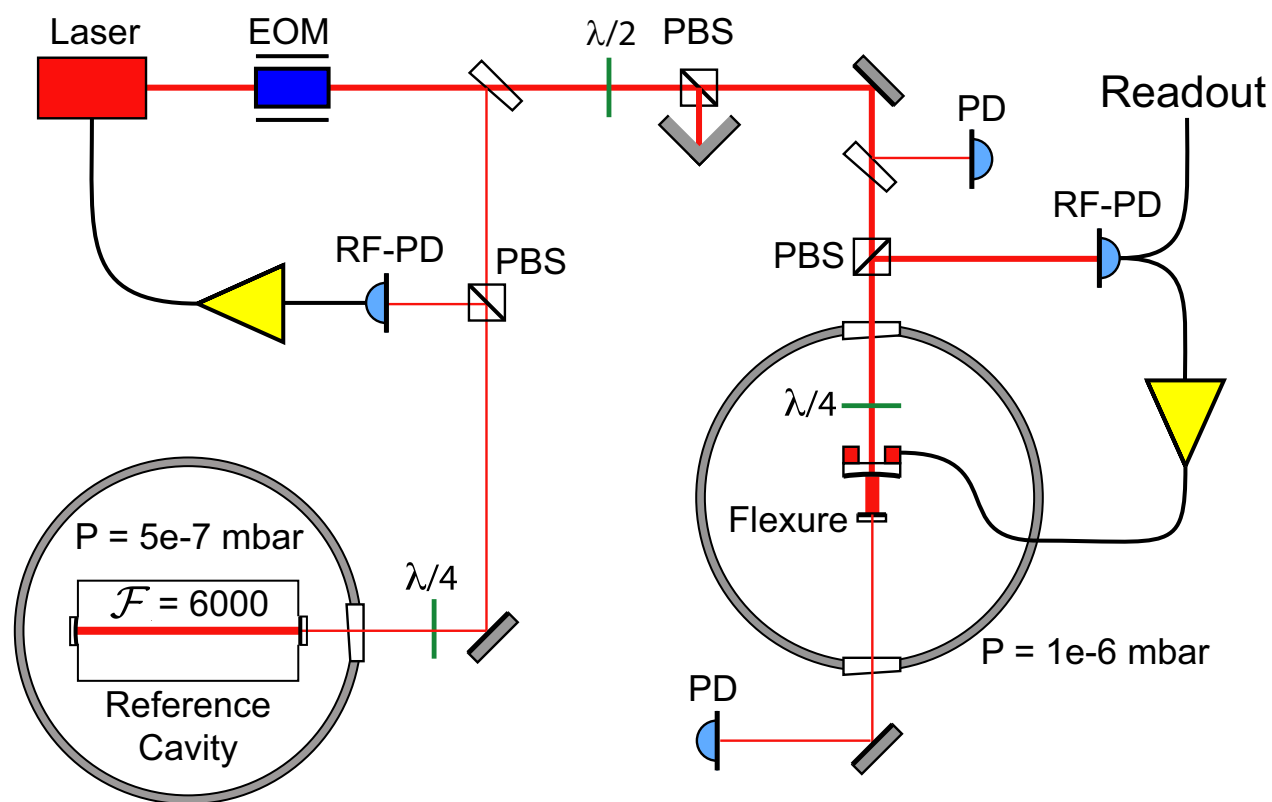 Laser
EOM
λ/2
PBS
PD
Readout
RF-PD
PBS
PBS
RF-PD
λ/4
Flexure
P = 5e-7 mbar
λ/4
ℱ = 6000
Reference
Cavity
P = 1e-6 mbar
PD